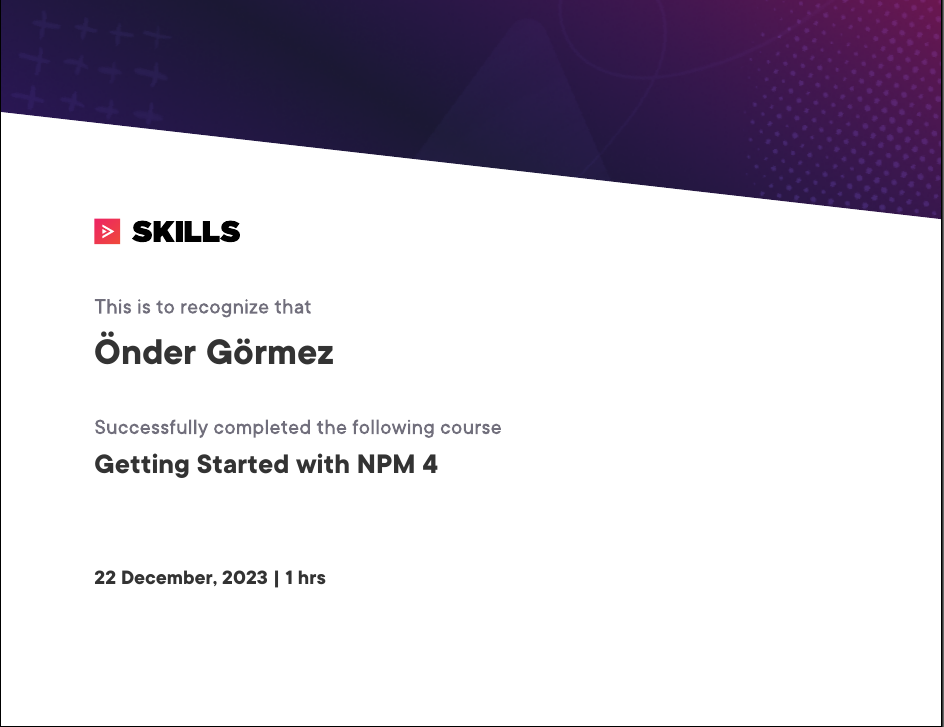 SKILLS
This is to recognize that
Önder Görmez
Successfully completed the following course
Getting Started with NPM 4
22 December, 2023 | 1 hrs